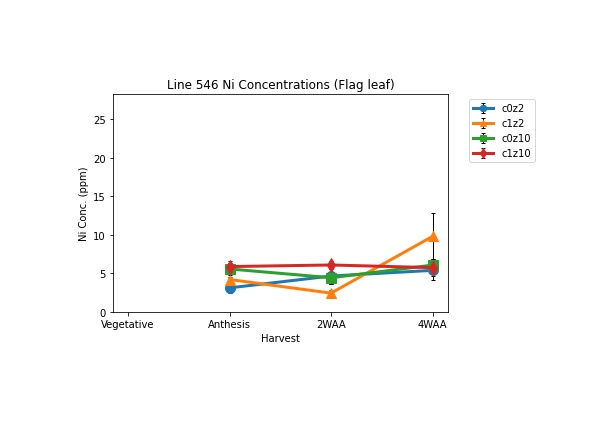 Line 546 Ni Concentrations (Flag leaf)
Ni Conc. (ppm)
25
20
15
10
5
0
Vegetative Anthesis 2WAA 4WAA
Harvest
c0z2
c1z2
c0z10
c1z10